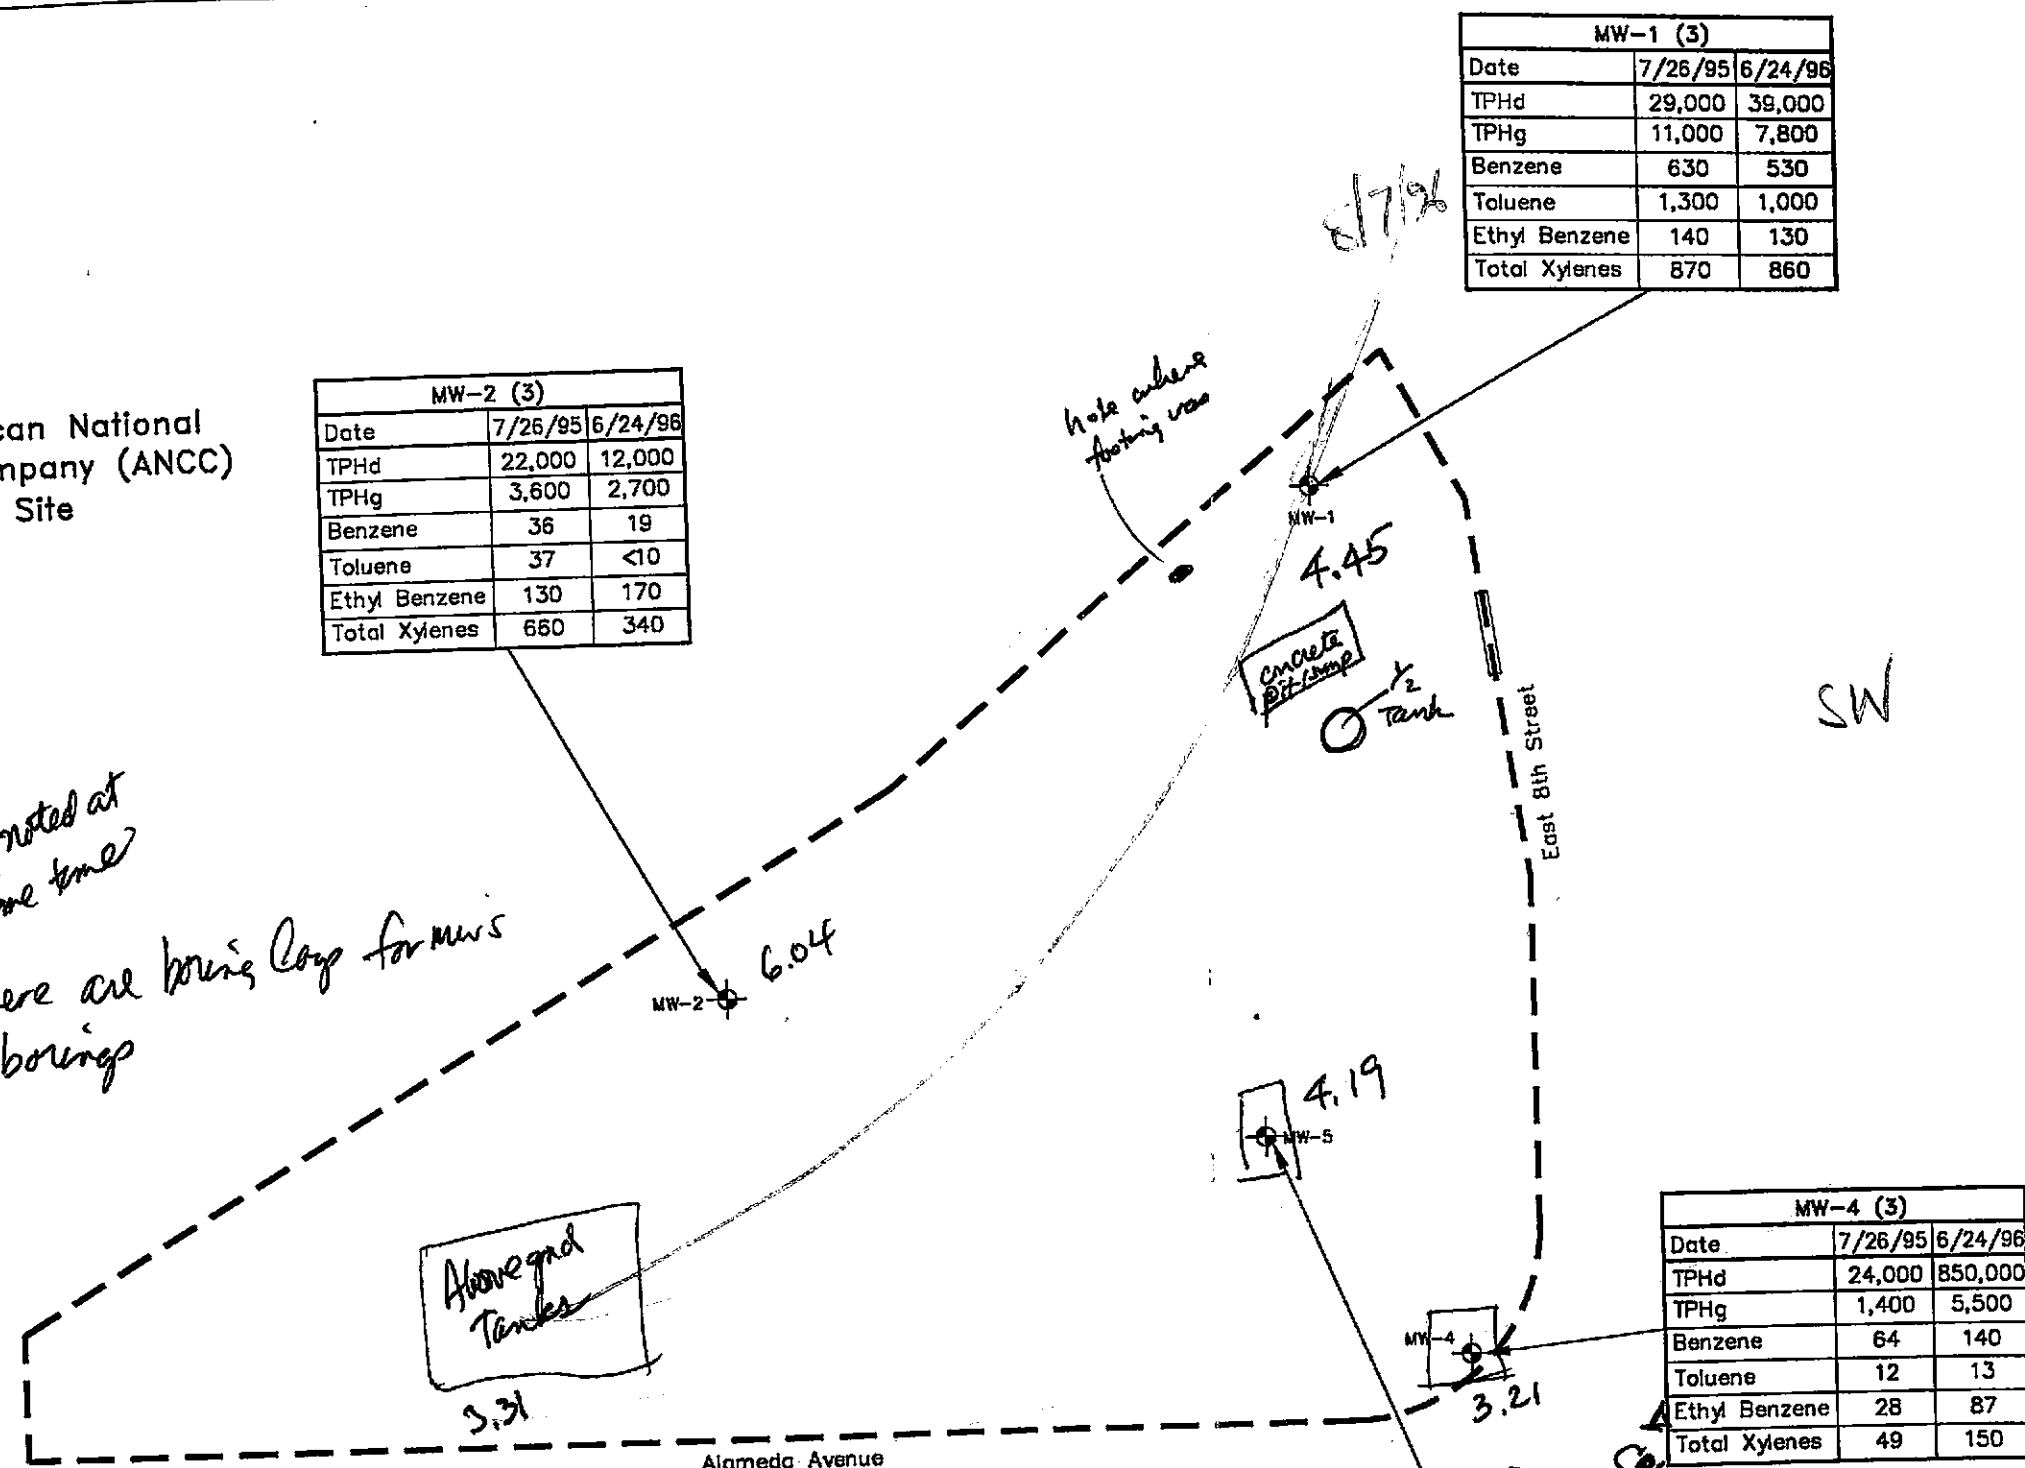 MW-1 (3)
Date 7/26/95 6/24/96
TPHd 29,000 39,000
TPHg 11,000 7,800
Benzene 630 530
Toluene 1,300 1,000
Ethyl Benzene 140 130
Total Xylenes 870 860
8/7/96
MW-2 (3)
Date 7/26/95 6/24/96
TPHd 22,000 12,000
TPHg 3,600 2,700
Benzene 36 19
Toluene 37 <10
Ethyl Benzene 130 170
Total Xylenes 660 340
can National
mpany (ANCC)
Site
hole where
footing was
MW-1
4.45
concrete
pit/sump
1/2
Tank
East 8th Street
SW
noted at
me time
ere are boring logs for mws
borings
MW-2
6.04
4.19
MW-5
Abovegnd
Tanks
3.31
MW-4
3.21
MW-4 (3)
Date 7/26/95 6/24/96
TPHd 24,000 850,000
TPHg 1,400 5,500
Benzene 64 140
Toluene 12 13
Ethyl Benzene 28 87
Total Xylenes 49 150
Alameda Avenue